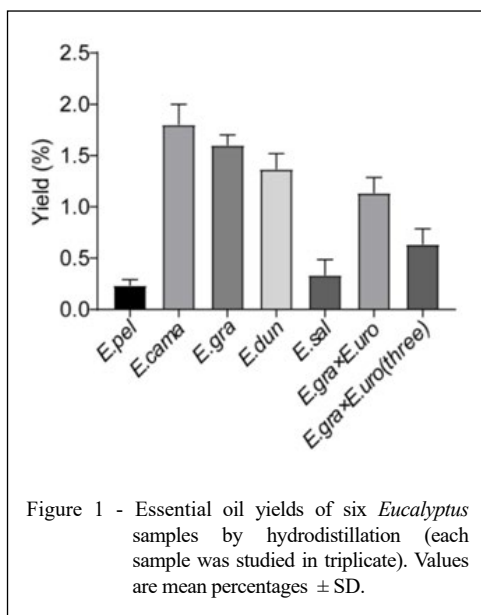 2.5
2.0
1.5
1.0
0.5
0.0
Yield (%)
E.pel
E.cama
E.gra
E.dun
E.sal
E.gra×E.uro
E.gra×E.uro(three)
Figure 1 - Essential oil yields of six Eucalyptus
samples by hydrodistillation (each
sample was studied in triplicate). Values
are mean percentages ± SD.